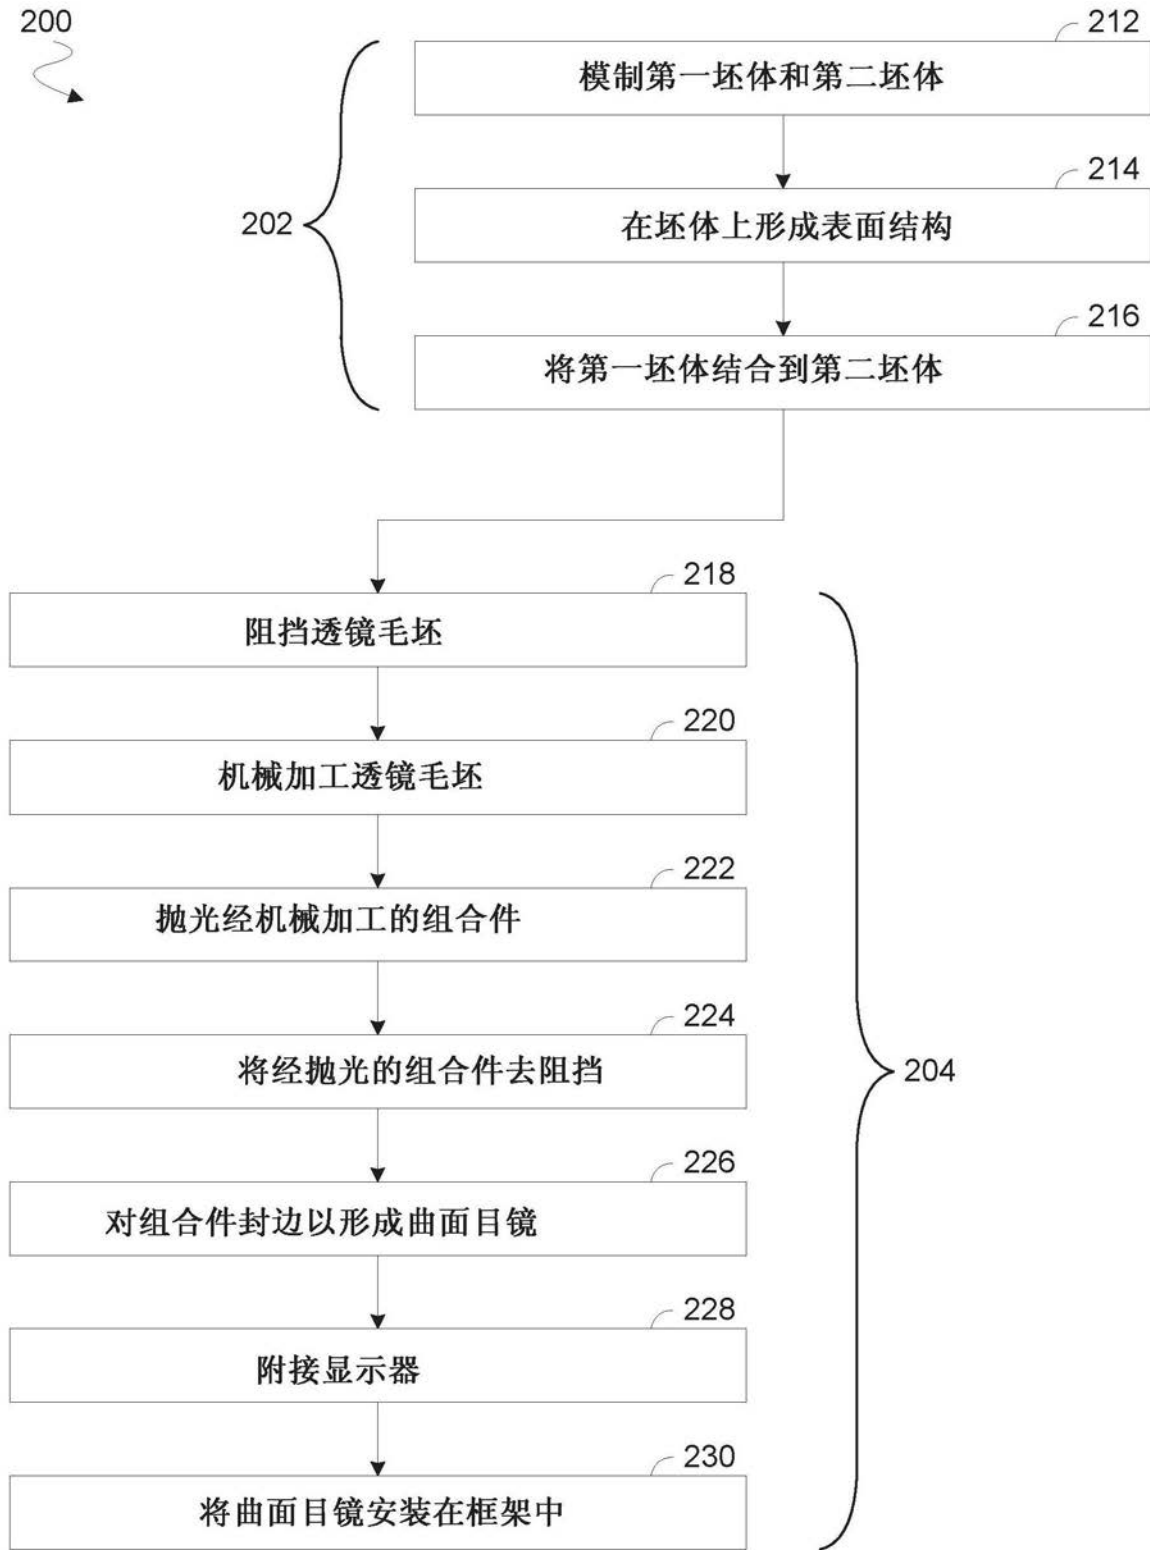 200
212
模制第一坯体和第二坯体
214
在坯体上形成表面结构
202
216
将第一坯体结合到第二坯体
218
阻挡透镜毛坯
220
机械加工透镜毛坯
222
抛光经机械加工的组合件
224
将经抛光的组合件去阻挡
204
226
对组合件封边以形成曲面目镜
228
附接显示器
230
将曲面目镜安装在框架中